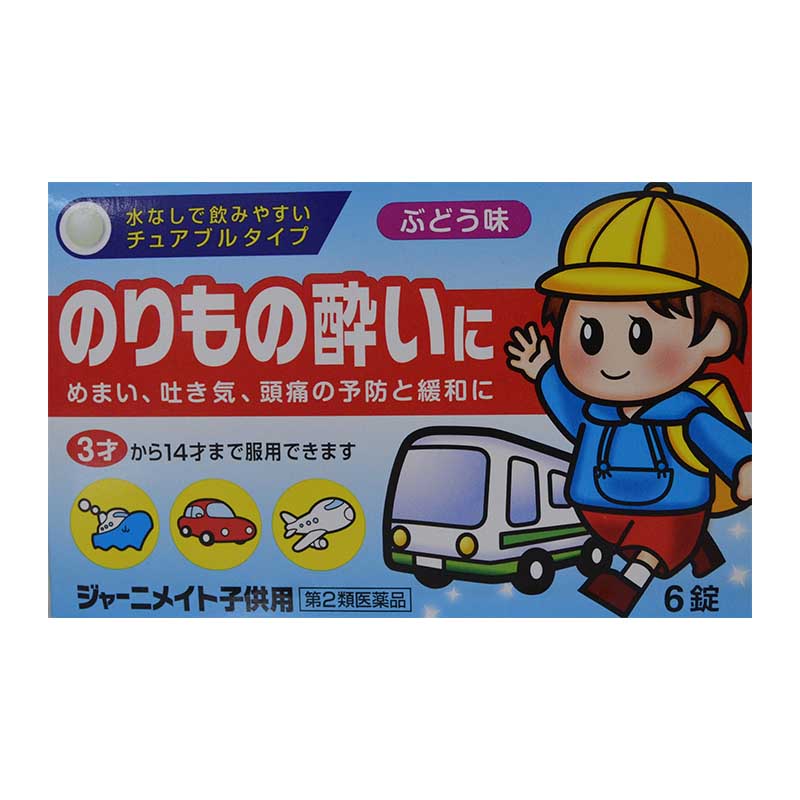 水なしで飲みやすい
チュアブルタイプ
ぶどう味
のりもの酔いに
めまい、吐き気、頭痛の予防と緩和に
3才から14才まで服用できます
ジャーニメイト子供用 第2類医薬品
6錠